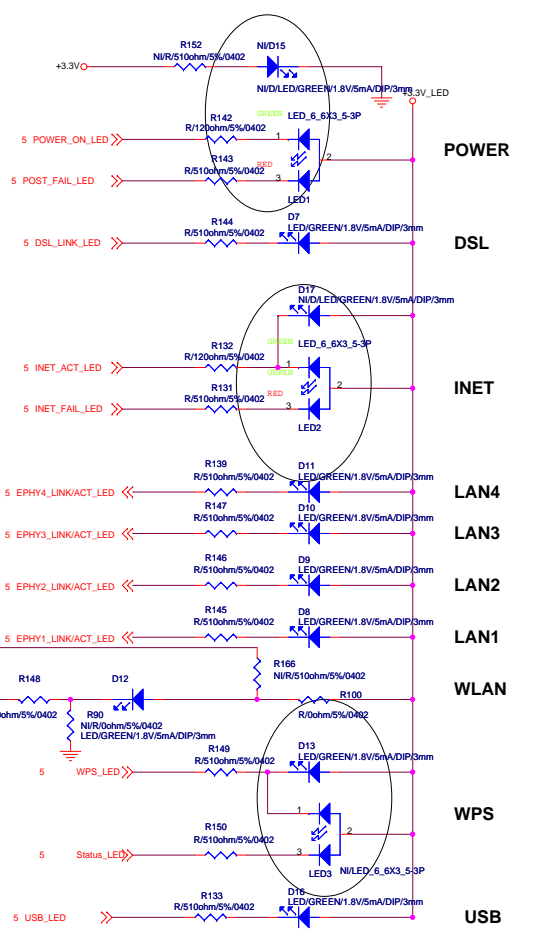 R152
NI/R/510ohm/5%/0402
NI/D15
+3.3V
NI/D/LED/GREEN/1.8V/5mA/DIP/3mm
+3.3V_LED
GREEN
LED_6_6X3_5-3P
R142
R/120ohm/5%/0402
5 POWER_ON_LED
1
2
POWER
R143
RED
R/510ohm/5%/0402
5 POST_FAIL_LED
3
LED1
R144
R/510ohm/5%/0402
D7
LED/GREEN/1.8V/5mA/DIP/3mm
5 DSL_LINK_LED
DSL
D17
NI/D/LED/GREEN/1.8V/5mA/DIP/3mm
GREEN
LED_6_6X3_5-3P
R132
R/120ohm/5%/0402
5 INET_ACT_LED
1
GREEN
2
INET
R131
RED
R/510ohm/5%/0402
5 INET_FAIL_LED
3
LED2
R139
R/510ohm/5%/0402
D11
LED/GREEN/1.8V/5mA/DIP/3mm
5 EPHY4_LINK/ACT_LED
LAN4
R147
R/510ohm/5%/0402
D10
LED/GREEN/1.8V/5mA/DIP/3mm
5 EPHY3_LINK/ACT_LED
LAN3
R146
R/510ohm/5%/0402
D9
LED/GREEN/1.8V/5mA/DIP/3mm
5 EPHY2_LINK/ACT_LED
LAN2
R145
R/510ohm/5%/0402
D8
LED/GREEN/1.8V/5mA/DIP/3mm
5 EPHY1_LINK/ACT_LED
LAN1
R166
NI/R/510ohm/5%/0402
R148
D12
R100
WLAN
ohm/5%/0402
R90
NI/R/0ohm/5%/0402
LED/GREEN/1.8V/5mA/DIP/3mm
R/0ohm/5%/0402
R149
R/510ohm/5%/0402
D13
LED/GREEN/1.8V/5mA/DIP/3mm
5 WPS_LED
1
2
WPS
R150
R/510ohm/5%/0402
5 Status_LED
3
LED3
NI/LED_6_6X3_5-3P
R133
R/510ohm/5%/0402
D16
LED/GREEN/1.8V/5mA/DIP/3mm
5 USB_LED
USB